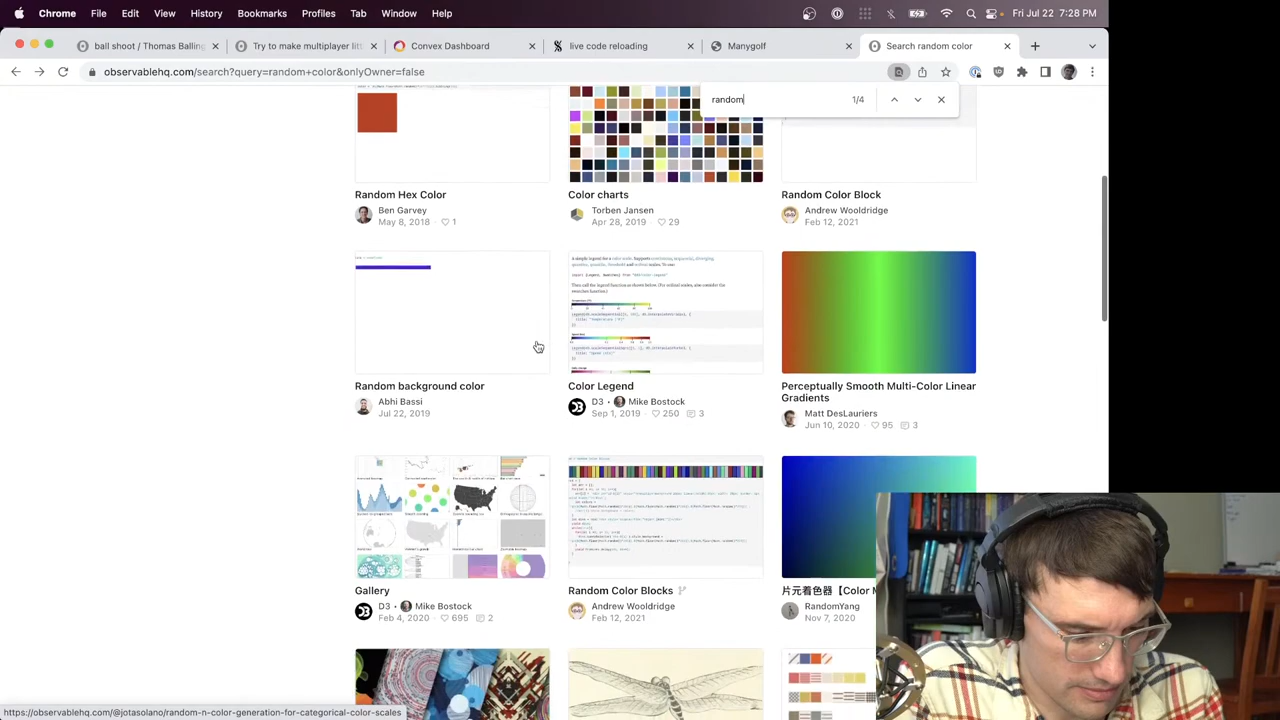 Chrome File Edit View History Bookmarks Profiles Tab Window Help Fri Jul 22 7:28 PM
ball shoot / Thomas Balling
Try to make multiplayer litt
Convex Dashboard
live code reloading
Manygolf
Search random color
observablehq.com/search?query=random+color&onlyOwner=false
random 1/4
Random Hex Color
Ben Garvey
May 8, 2018 1
Color charts
Torben Jansen
Apr 28, 2019 29
Random Color Block
Andrew Wooldridge
Feb 12, 2021
Random background color
Abhi Bassi
Jul 22, 2019
Color Legend
D3 • Mike Bostock
Sep 1, 2019 250 3
Perceptually Smooth Multi-Color Linear
Gradients
Matt DesLauriers
Jun 10, 2020 95 3
Gallery
D3 • Mike Bostock
Feb 4, 2020 695 2
Random Color Blocks
Andrew Wooldridge
Feb 12, 2021
片元着色器【Color M
RandomYang
Nov 7, 2020
https://observablehq.com/@jotasolano/random-n-color-generation-for-categorical-color-scales